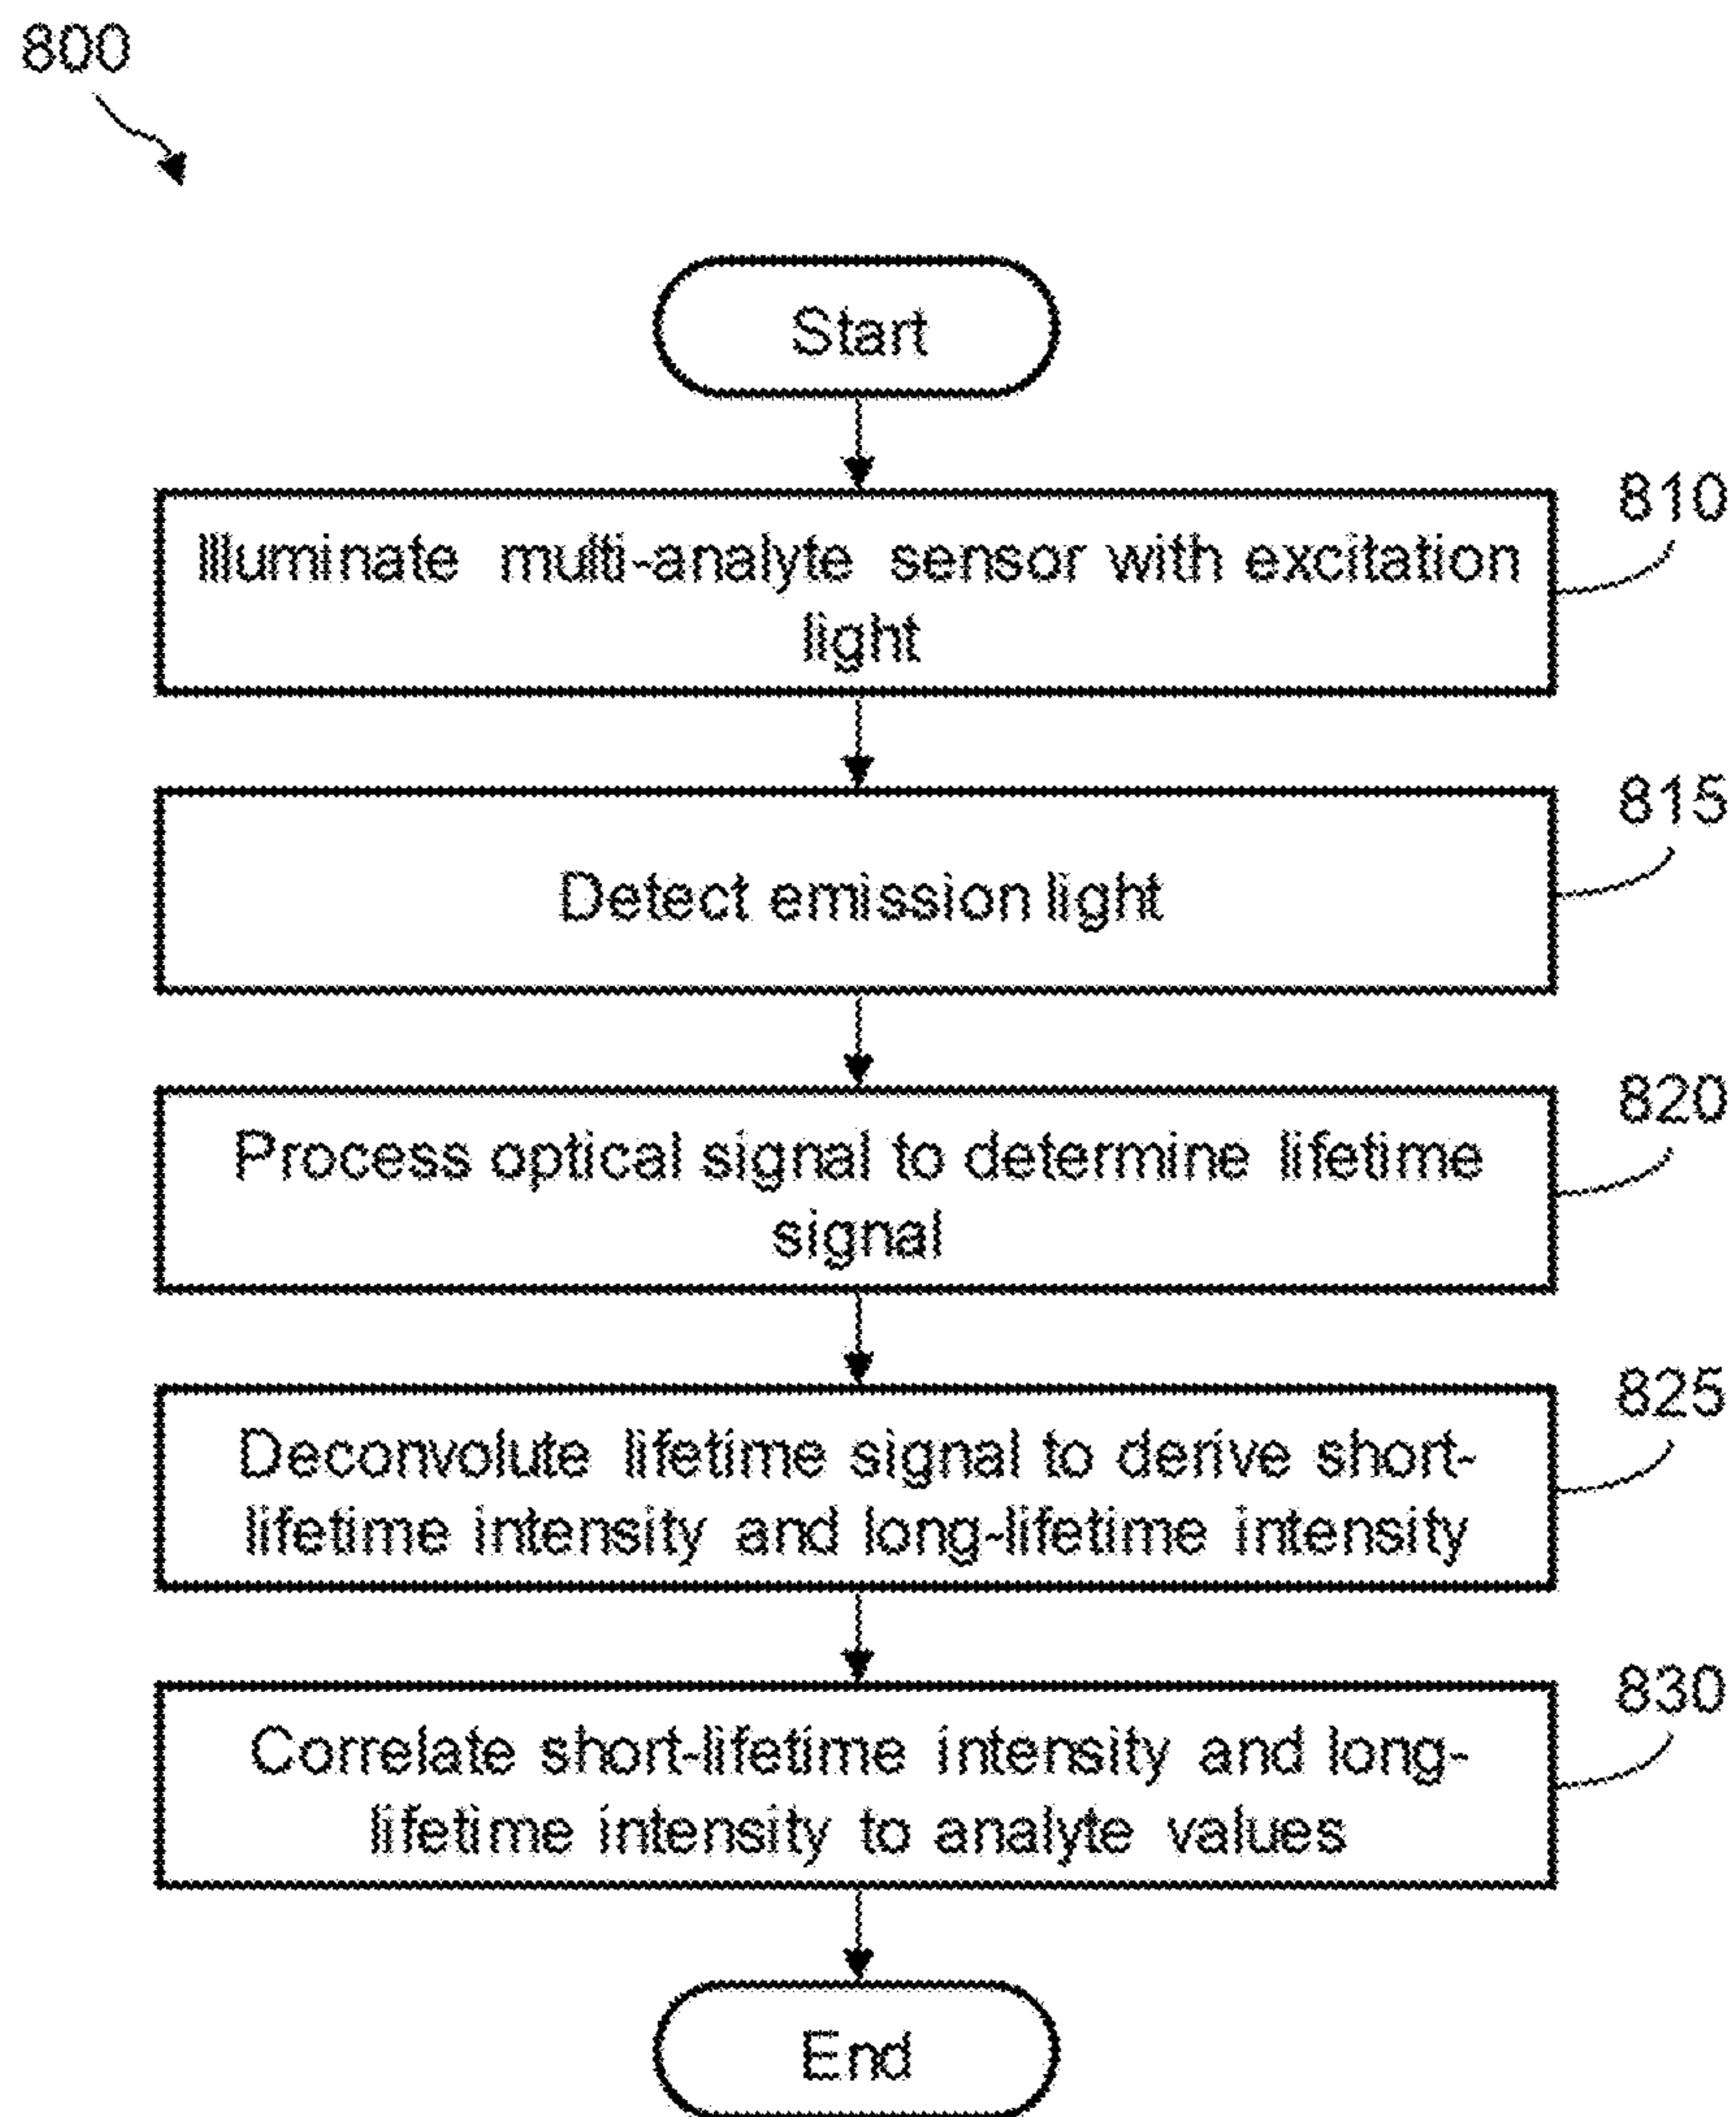 800
Start
810
Illuminate multi-analyte sensor with excitation
light
815
Detect emission light
820
Process optical signal to determine lifetime
signal
825
Deconvolute lifetime signal to derive short-
lifetime intensity and long-lifetime intensity
830
Correlate short-lifetime intensity and long-
lifetime intensity to analyte values
End